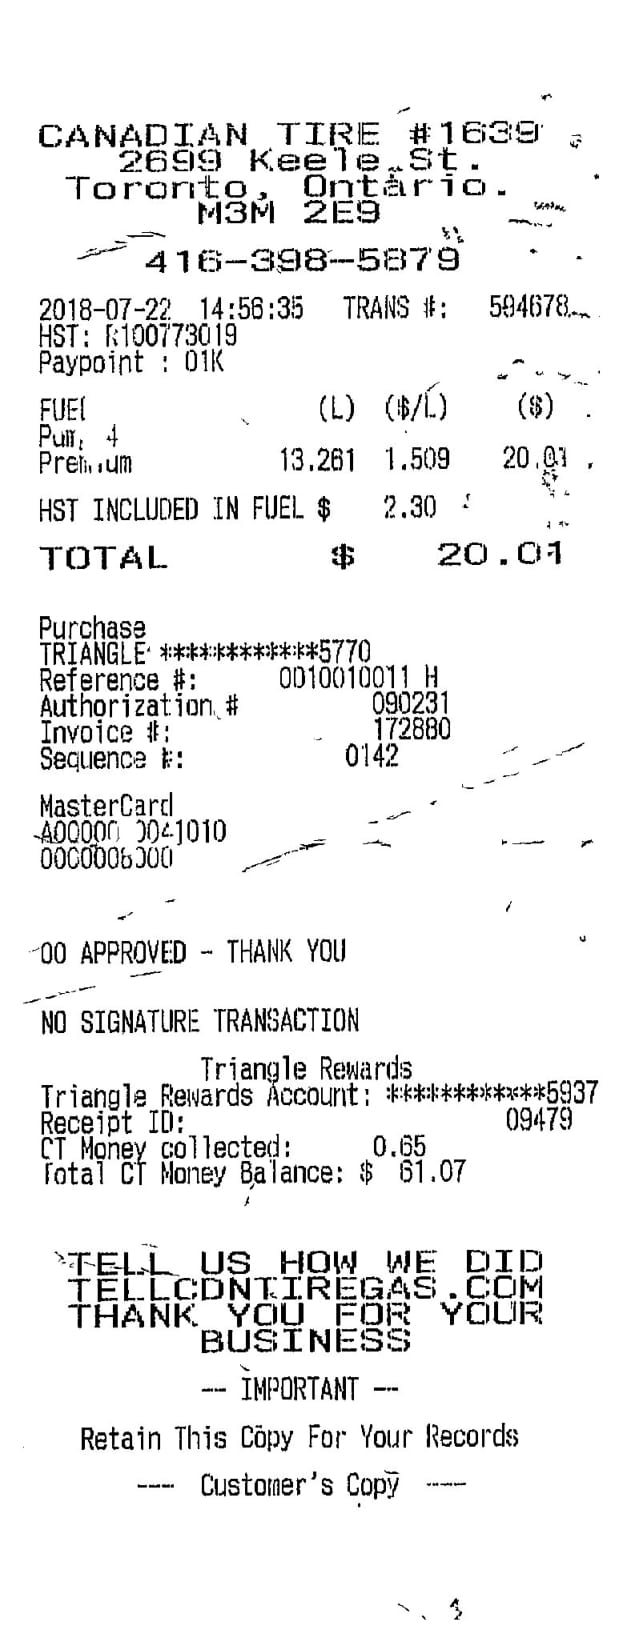 CANADIAN TIRE #1639
2699 Keele St.
Toronto, Ontario.
M3M 2E9
416-398-5879
2018-07-22 14:56:35 TRANS #: 594678
HST: R100773019
Paypoint : 01K
FUEL (L) ($/L) ($)
Pump 4
Premium 13.261 1.509 20.01
HST INCLUDED IN FUEL $ 2.30
TOTAL $ 20.01
Purchase
TRIANGLE ************5770
Reference #: 0010010011 H
Authorization # 090231
Invoice #: 172880
Sequence #: 0142
MasterCard
A0000000041010
00 APPROVED - THANK YOU
NO SIGNATURE TRANSACTION
Triangle Rewards
Triangle Rewards Account: ************5937
Receipt ID: 09479
CT Money collected: 0.65
Total CT Money Balance: $ 61.07
TELL US HOW WE DID
TELLCDNTIREGAS.COM
THANK YOU FOR YOUR
BUSINESS
-- IMPORTANT --
Retain This Copy For Your Records
--- Customer's Copy ---